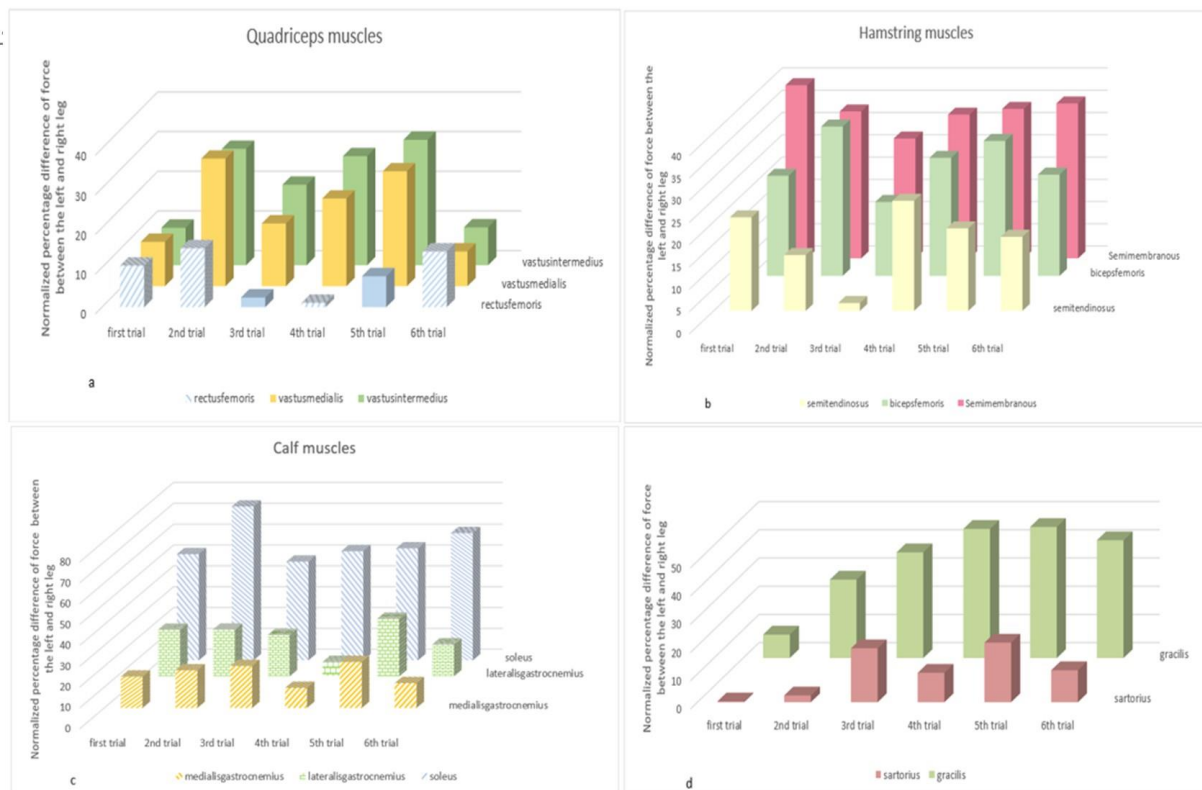 Quadriceps muscles
Normalized percentage difference of force
between the left and right leg
40
30
20
10
0
first trial 2nd trial 3rd trial 4th trial 5th trial 6th trial
vastusintermedius
vastusmedialis
rectusfemoris
a
rectusfemoris vastusmedialis vastusintermedius
Hamstring muscles
Normalized percentage difference of force between the
left and right leg
40
35
30
25
20
15
10
5
0
first trial 2nd trial 3rd trial 4th trial 5th trial 6th trial
Semimembranous
bicepsfemoris
semitendinosus
b
semitendinosus bicepsfemoris Semimembranous
Calf muscles
Normalized percentage difference of force between
the left and right leg
80
70
60
50
40
30
20
10
0
first trial 2nd trial 3rd trial 4th trial 5th trial 6th trial
soleus
lateralisgastrocnemius
medialisgastrocnemius
c
medialisgastrocnemius lateralisgastrocnemius soleus
Normalized percentage difference of force
between the left and right leg
50
40
30
20
10
0
first trial 2nd trial 3rd trial 4th trial 5th trial 6th trial
gracilis
sartorius
d
sartorius gracilis